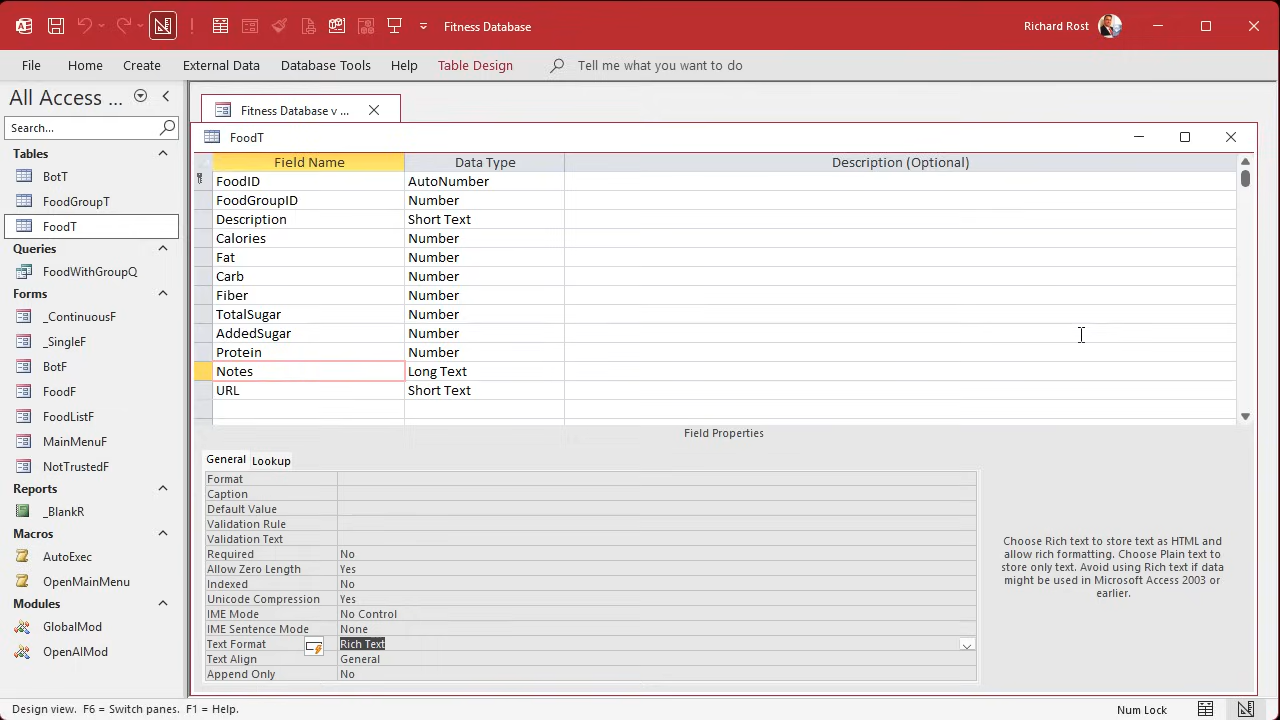 Fitness Database
Richard Rost
File Home Create External Data Database Tools Help Table Design Tell me what you want to do
All Access ...
Search...
Tables
BotT
FoodGroupT
FoodT
Queries
FoodWithGroupQ
Forms
_ContinuousF
_SingleF
BotF
FoodF
FoodListF
MainMenuF
NotTrustedF
Reports
_BlankR
Macros
AutoExec
OpenMainMenu
Modules
GlobalMod
OpenAIMod
Fitness Database v ...
FoodT
Field Name Data Type Description (Optional)
FoodID AutoNumber
FoodGroupID Number
Description Short Text
Calories Number
Fat Number
Carb Number
Fiber Number
TotalSugar Number
AddedSugar Number
Protein Number
Notes Long Text
URL Short Text
Field Properties
General Lookup
Format
Caption
Default Value
Validation Rule
Validation Text
Required No
Allow Zero Length Yes
Indexed No
Unicode Compression Yes
IME Mode No Control
IME Sentence Mode None
Text Format Rich Text
Text Align General
Append Only No
Choose Rich text to store text as HTML and
allow rich formatting. Choose Plain text to
store only text. Avoid using Rich text if data
might be used in Microsoft Access 2003 or
earlier.
Design view. F6 = Switch panes. F1 = Help.
Num Lock